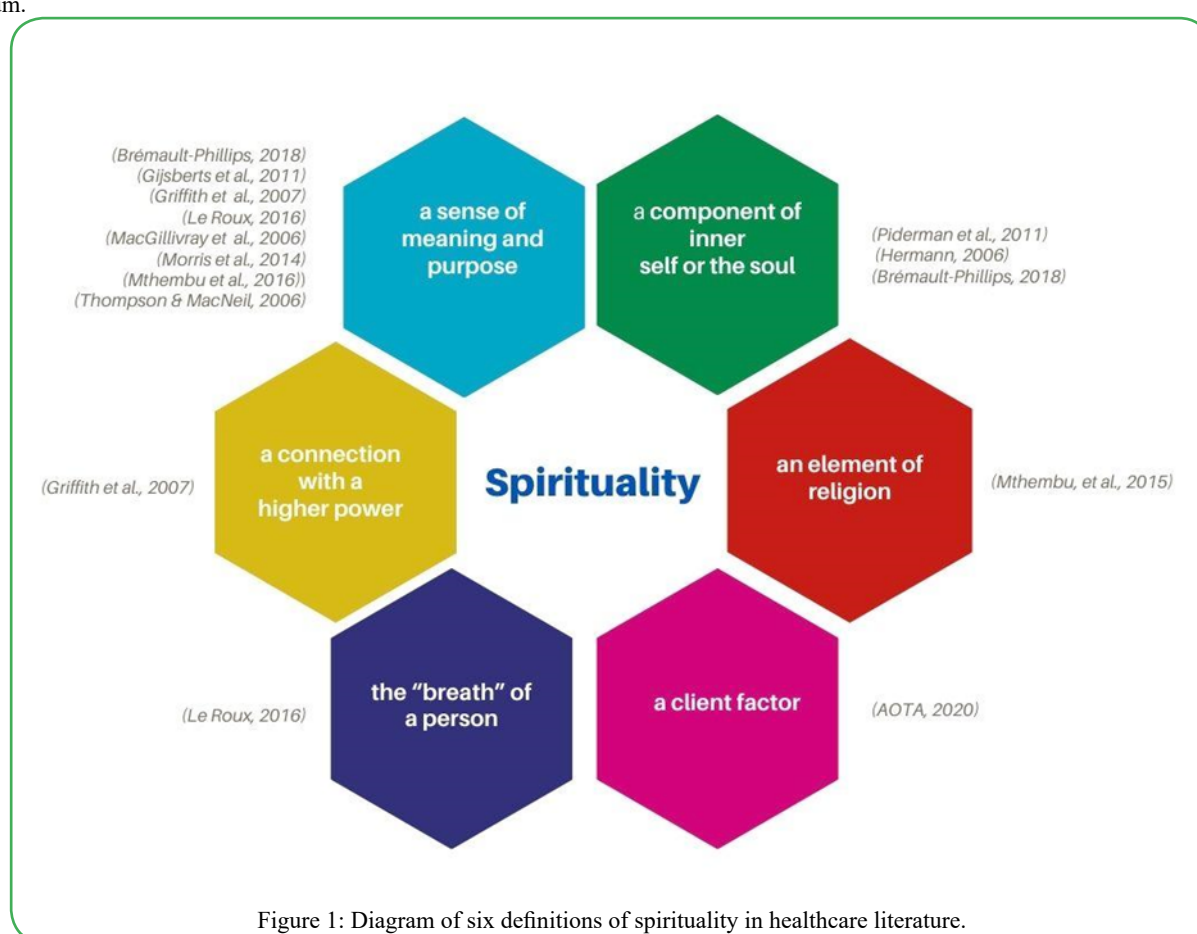 um.
(Brémault-Phillips, 2018)
(Gijsberts et al., 2011)
(Griffith et al., 2007)
(Le Roux, 2016)
(MacGillivray et al., 2006)
(Morris et al., 2014)
(Mthembu et al., 2016))
(Thompson & MacNeil, 2006)
a sense of
meaning and
purpose
a component of
inner
self or the soul
(Piderman et al., 2011)
(Hermann, 2006)
(Brémault-Phillips, 2018)
(Griffith et al., 2007)
a connection
with a
higher power
Spirituality
an element of
religion
(Mthembu, et al., 2015)
(Le Roux, 2016)
the “breath” of
a person
a client factor
(AOTA, 2020)
Figure 1: Diagram of six definitions of spirituality in healthcare literature.